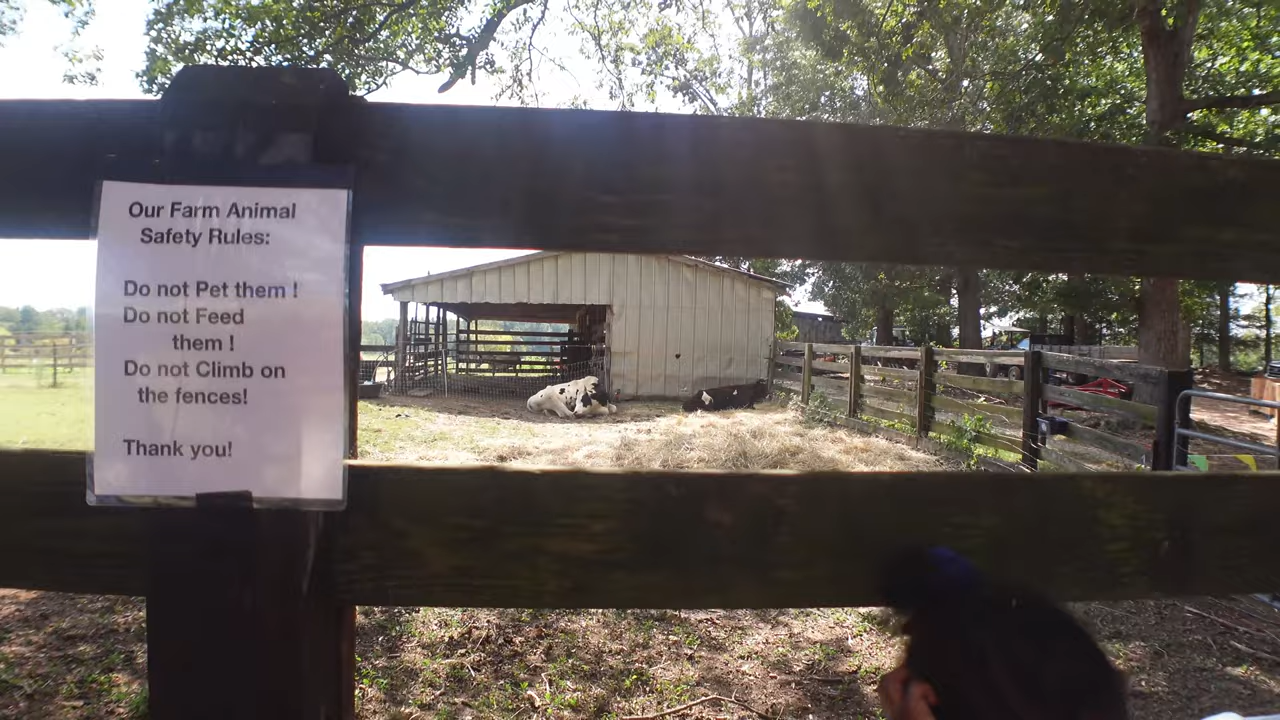 Our Farm Animal
Safety Rules:
Do not Pet them !
Do not Feed
them !
Do not Climb on
the fences!
Thank you!